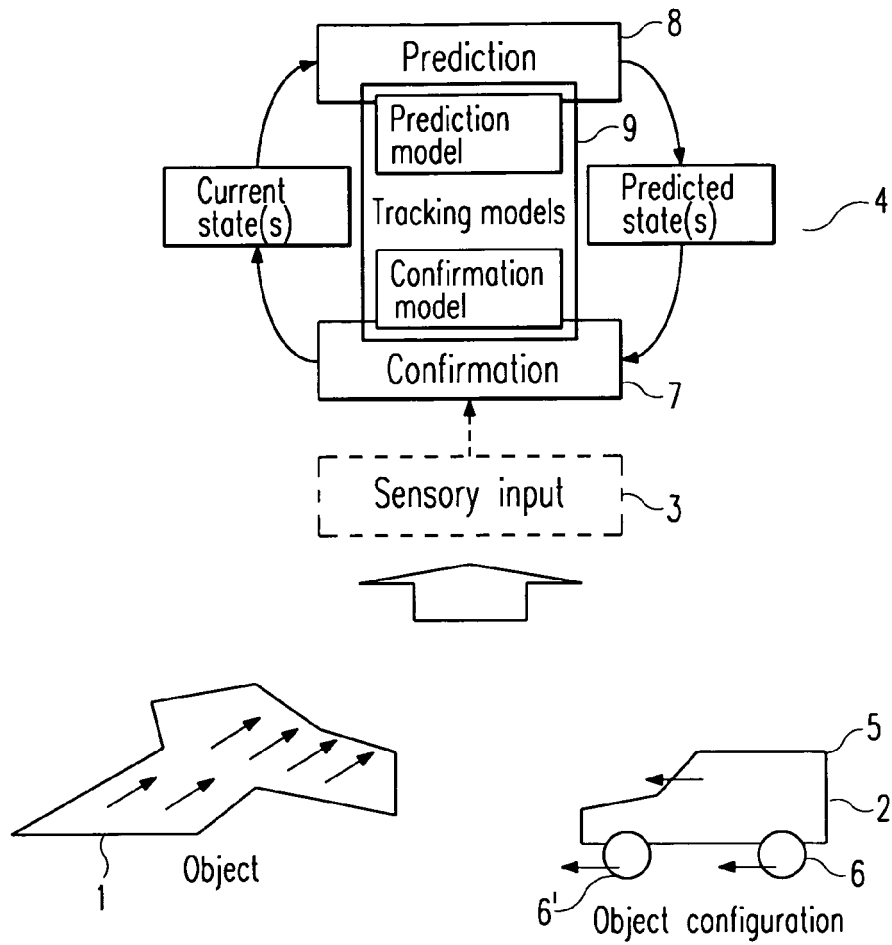 8
Prediction
Prediction
model
9
Current
state(s)
Tracking models
Predicted
state(s)
4
Confirmation
model
Confirmation
7
Sensory input
3
5
2
1
Object
6'
6
Object configuration